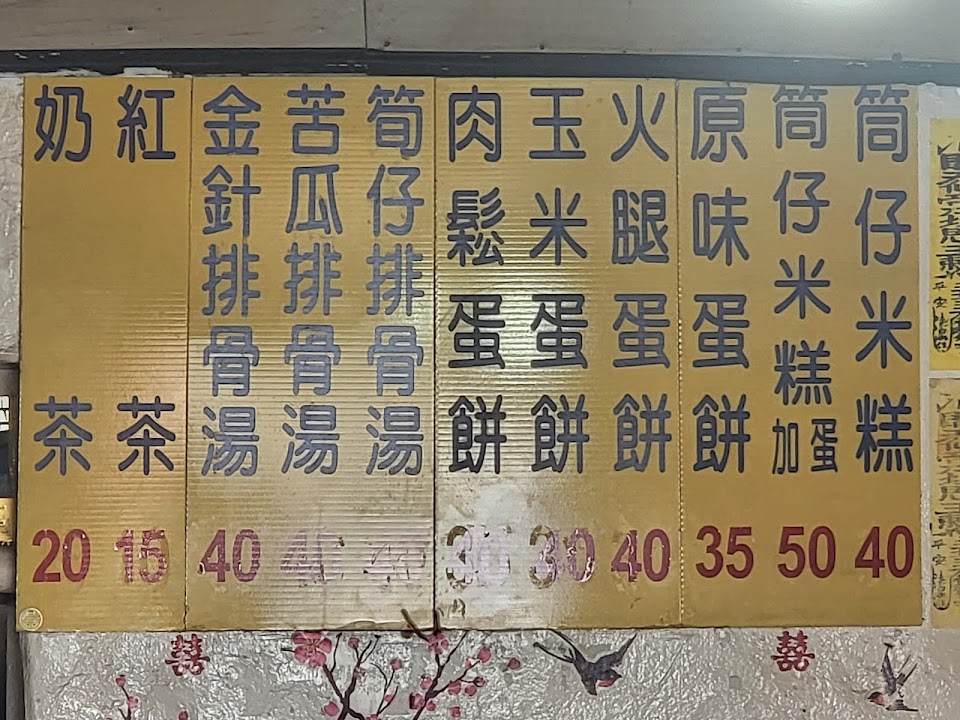 筒仔米糕 40
筒仔米糕加蛋 50
原味蛋餅 35
火腿蛋餅 40
玉米蛋餅 30
肉鬆蛋餅 30
筍仔排骨湯 40
苦瓜排骨湯 40
金針排骨湯 40
紅茶 15
奶茶 20
囍
囍